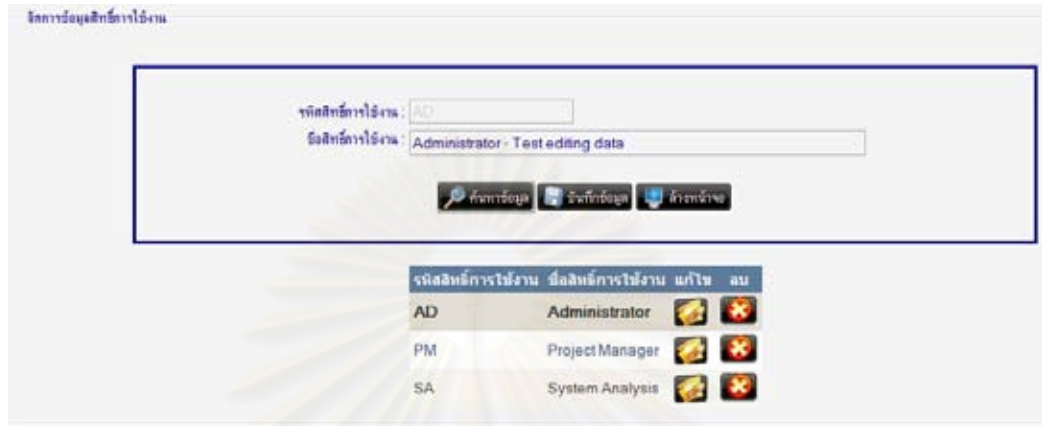 จัดการข้อมูลสิทธิ์การใช้งาน
รหัสสิทธิ์การใช้งาน : AD
ชื่อสิทธิ์การใช้งาน : Administrator - Test editing data
ค้นหาข้อมูล บันทึกข้อมูล ล้างหน้าจอ
รหัสสิทธิ์การใช้งาน ชื่อสิทธิ์การใช้งาน แก้ไข ลบ
AD Administrator
PM Project Manager
SA System Analysis